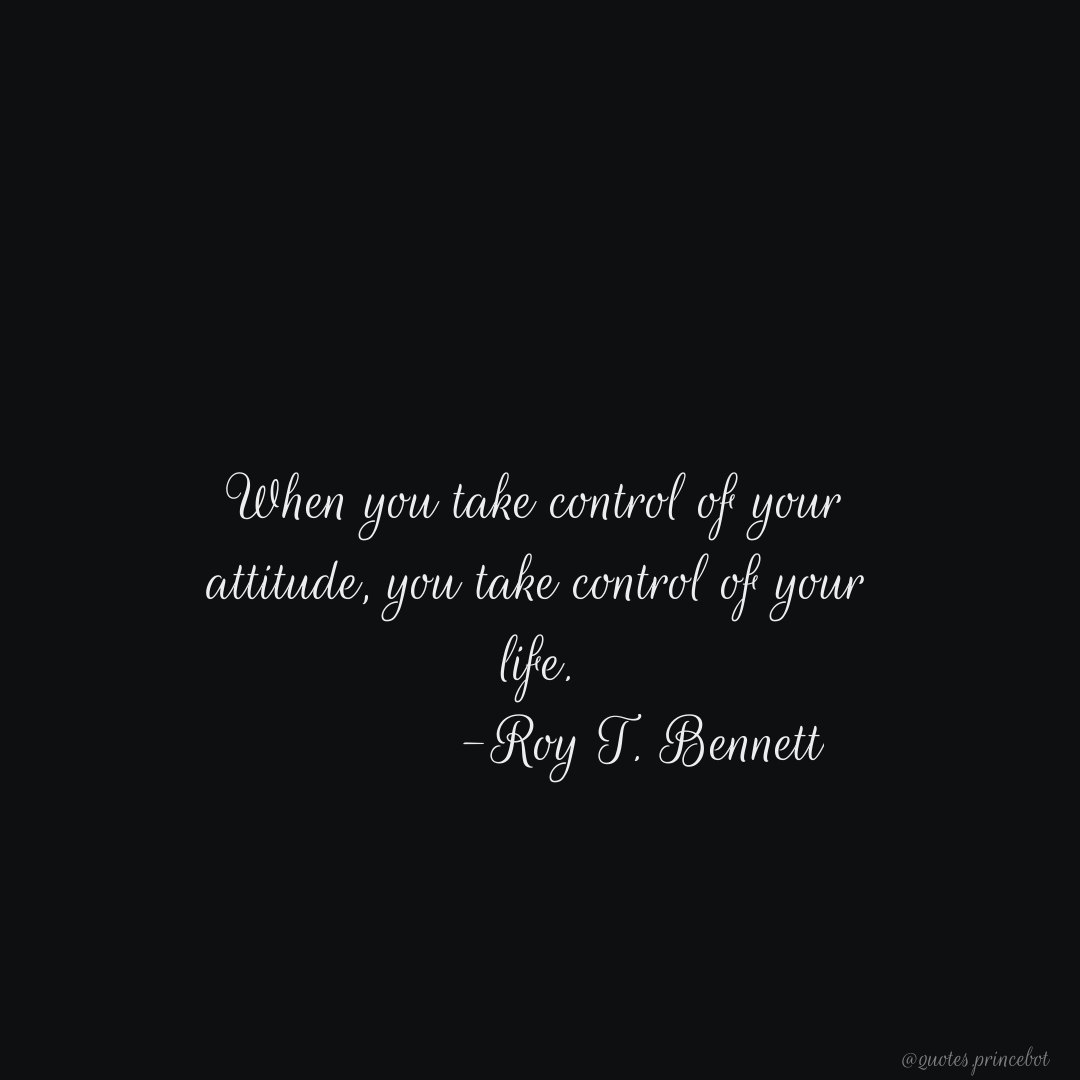 When you take control of your
attitude, you take control of your
life.
-Roy T. Bennett
@quotes.princebot